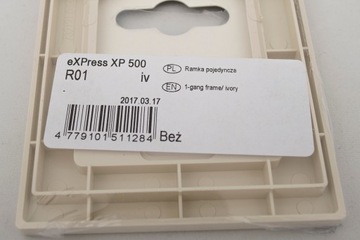 eXPress XP 500
R01 iv
PL Ramka pojedyncza
EN 1-gang frame/ ivory
2017.03.17
4 779101 511284
Beż